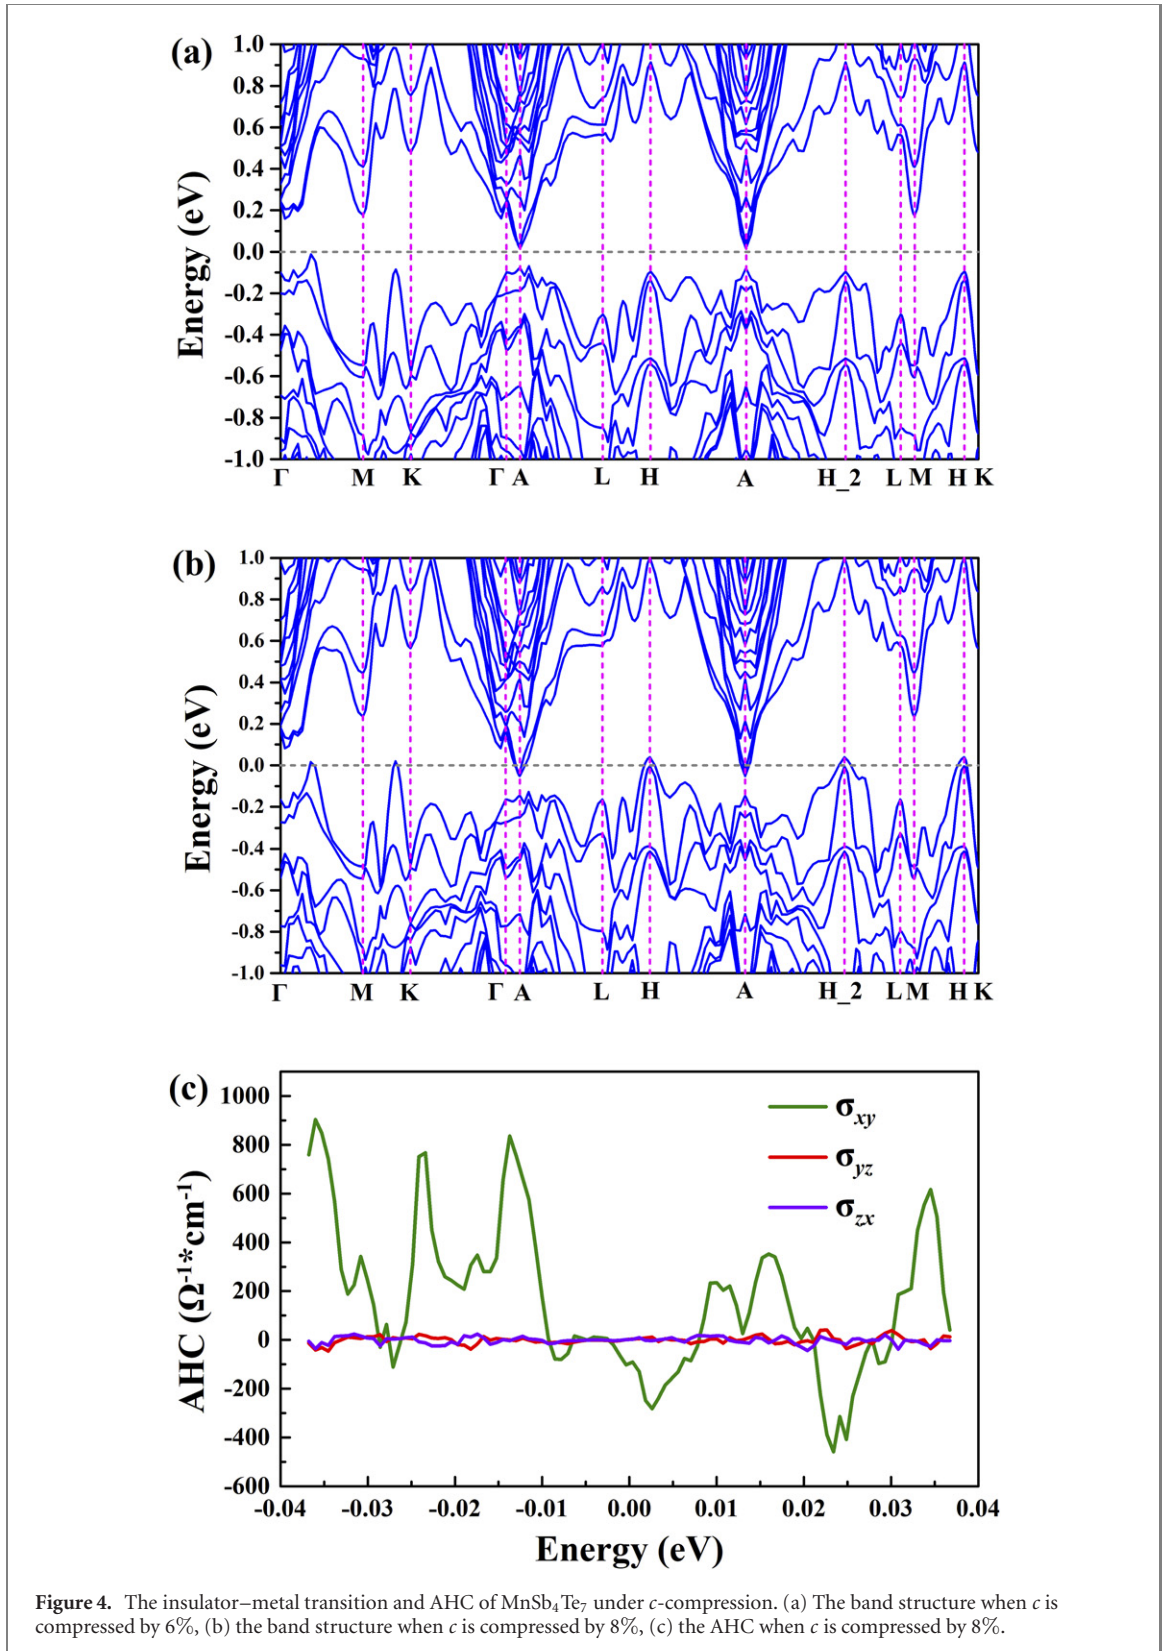 (a)
1.0
0.8
0.6
0.4
0.2
0.0
-0.2
-0.4
-0.6
-0.8
-1.0
Energy (eV)
Γ M K Γ A L H A H_2 L M H K
(b)
1.0
0.8
0.6
0.4
0.2
0.0
-0.2
-0.4
-0.6
-0.8
-1.0
Energy (eV)
Γ M K Γ A L H A H_2 L M H K
(c)
1000
800
600
400
200
0
-200
-400
-600
AHC (Ω⁻¹*cm⁻¹)
σxy
σyz
σzx
-0.04 -0.03 -0.02 -0.01 0.00 0.01 0.02 0.03 0.04
Energy (eV)
Figure 4. The insulator–metal transition and AHC of MnSb₄Te₇ under c-compression. (a) The band structure when c is
compressed by 6%, (b) the band structure when c is compressed by 8%, (c) the AHC when c is compressed by 8%.